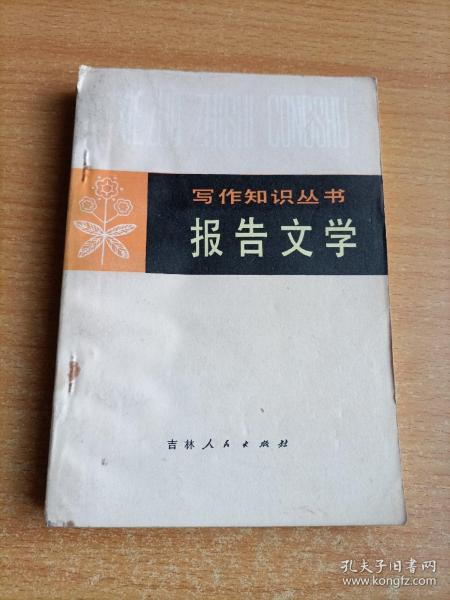 XIEZUO ZHISHI CONGSHU
写作知识丛书
报告文学
吉林人民出版社
孔夫子旧书网
www.kongfz.com